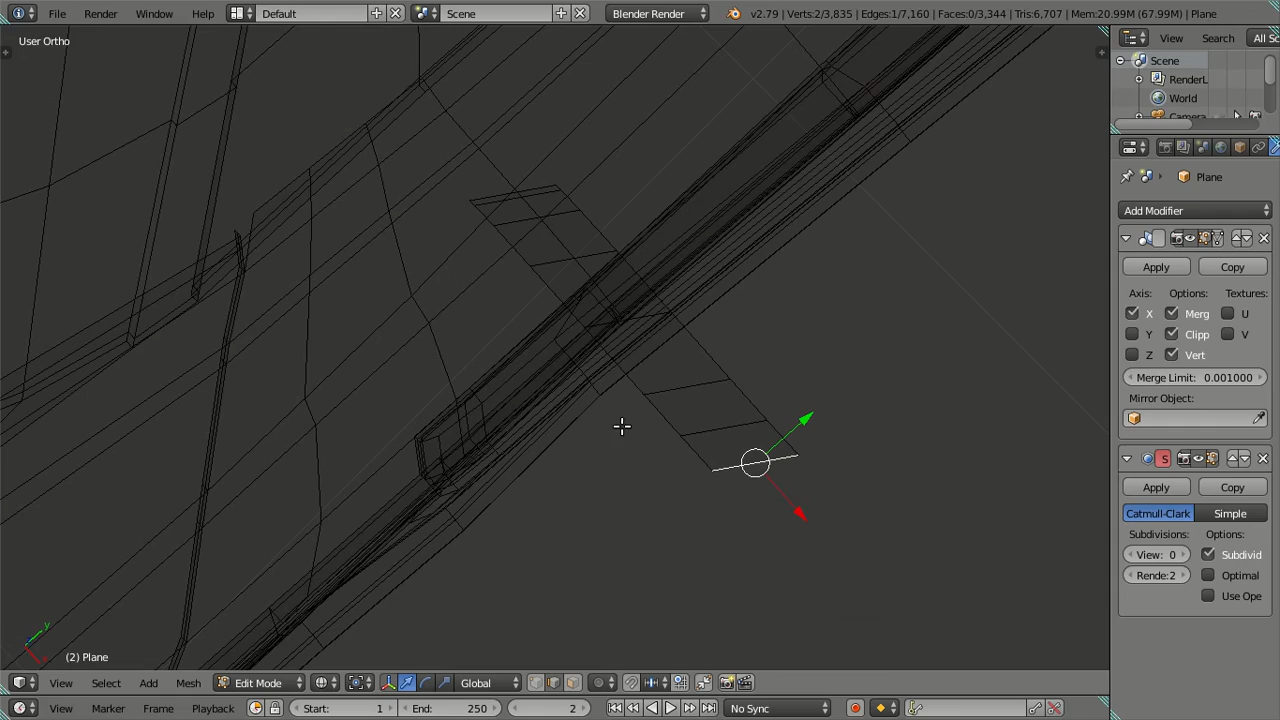 File Render Window Help Default Scene Blender Render v2.79 | Verts:2/3,835 | Edges:1/7,160 | Faces:0/3,344 | Tris:6,707 | Mem:20.99M (67.99M) | Plane
User Ortho
View Search All Sc
Scene
RenderL
World
Camera
Plane
Add Modifier
Apply Copy
Axis: Options: Textures:
X Merg U
Y Clipp V
Z Vert
Merge Limit: 0.001000
Mirror Object:
S
Apply Copy
Catmull-Clark Simple
Subdivisions: Options:
View: 0 Subdivid
Rende:2 Optimal
Use Ope
y
x
(2) Plane
View Select Add Mesh Edit Mode Global
View Marker Frame Playback Start: 1 End: 250 2 No Sync